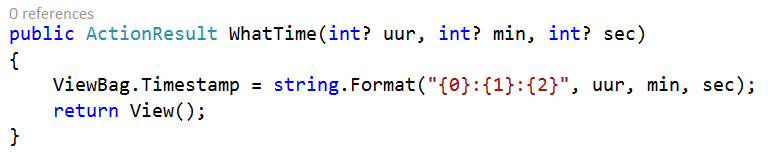 0 references
public ActionResult WhatTime(int? uur, int? min, int? sec)
{
    ViewBag.Timestamp = string.Format("{0}:{1}:{2}", uur, min, sec);
    return View();
}